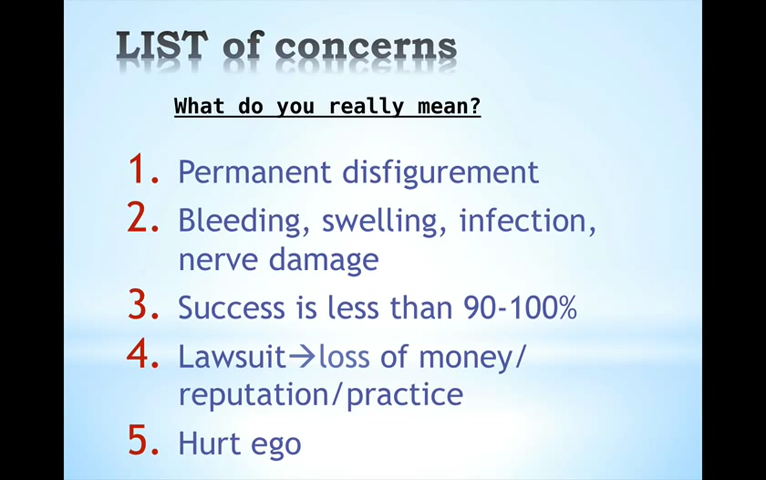 LIST of concerns
What do you really mean?
1. Permanent disfigurement
2. Bleeding, swelling, infection,
nerve damage
3. Success is less than 90-100%
4. Lawsuit→loss of money/
reputation/practice
5. Hurt ego